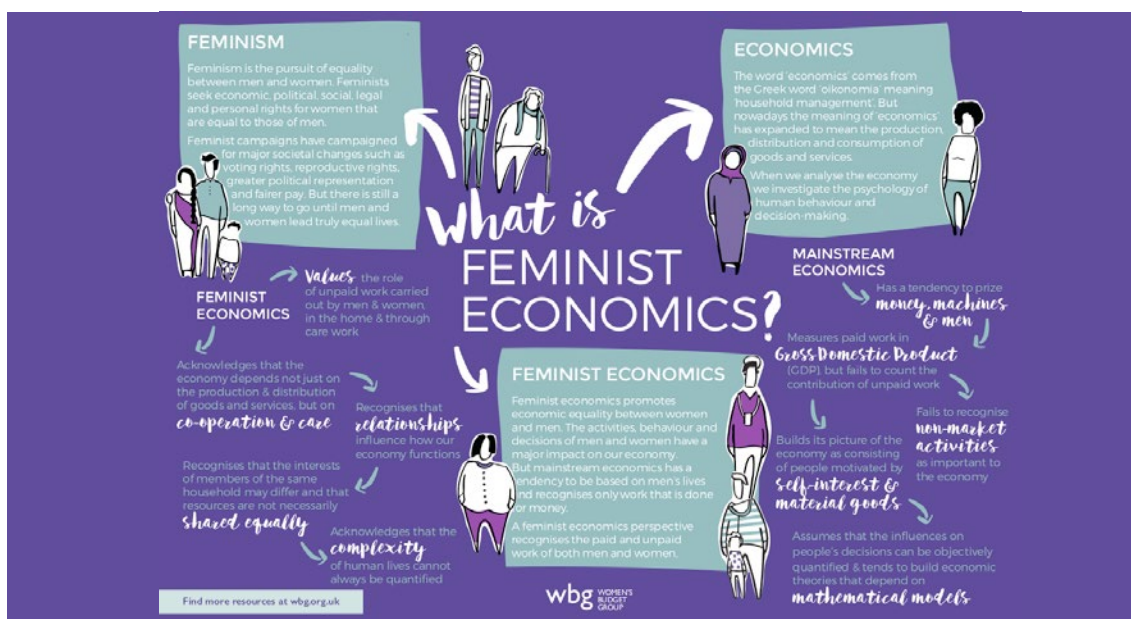 FEMINISM
Feminism is the pursuit of equality
between men and women. Feminists
seek economic, political, social, legal
and personal rights for women that
are equal to those of men.
Feminist campaigns have campaigned
for major societal changes such as
voting rights, reproductive rights,
greater political representation
and fairer pay. But there is still a
long way to go until men and
women lead truly equal lives.
ECONOMICS
The word 'economics' comes from
the Greek word 'oikonomia' meaning
'household management'. But
nowadays the meaning of 'economics'
has expanded to mean the production,
distribution and consumption of
goods and services.
When we analyse the economy
we investigate the psychology of
human behaviour and
decision-making.
What is
FEMINIST
ECONOMICS?
FEMINIST
ECONOMICS
Values the role
of unpaid work carried
out by men & women,
in the home & through
care work
Acknowledges that the
economy depends not just on
the production & distribution
of goods and services, but on
co-operation & care
Recognises that
relationships
influence how our
economy functions
Recognises that the interests
of members of the same
household may differ and that
resources are not necessarily
shared equally
Acknowledges that the
complexity
of human lives cannot
always be quantified
FEMINIST ECONOMICS
Feminist economics promotes
economic equality between women
and men. The activities, behaviour and
decisions of men and women have a
major impact on our economy.
But mainstream economics has a
tendency to be based on men's lives
and recognises only work that is done
for money.
A feminist economics perspective
recognises the paid and unpaid
work of both men and women.
MAINSTREAM
ECONOMICS
Has a tendency to prize
money, machines
& men
Measures paid work in
Gross Domestic Product
(GDP), but fails to count the
contribution of unpaid work
Fails to recognise
non-market
activities
as important to
the economy
Builds its picture of the
economy as consisting
of people motivated by
self-interest &
material goods
Assumes that the influences on
people's decisions can be objectively
quantified & tends to build economic
theories that depend on
mathematical models
Find more resources at wbg.org.uk
wbg WOMEN'S
BUDGET
GROUP